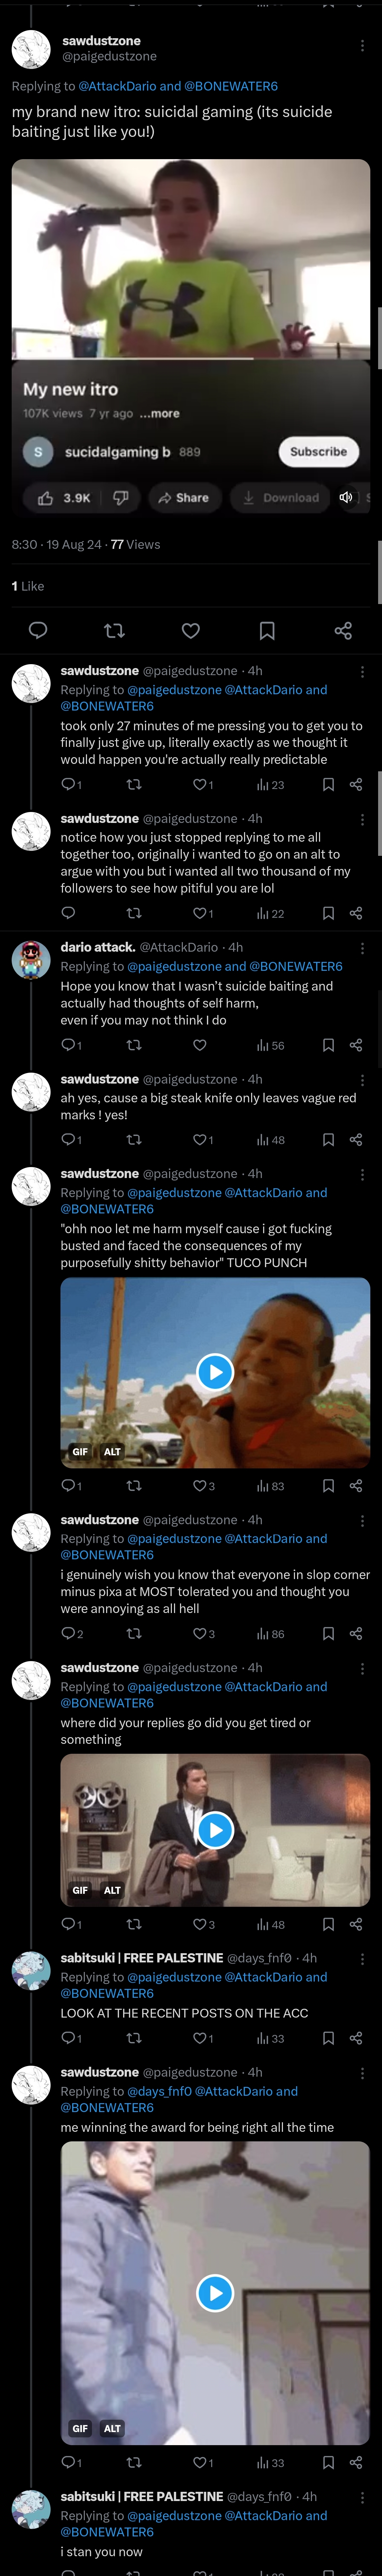 sawdustzone
@paigedustzone
Replying to @AttackDario and @BONEWATER6
my brand new itro: suicidal gaming (its suicide
baiting just like you!)
My new itro
107K views 7 yr ago ...more
S sucidalgaming b 889 Subscribe
3.9K Share Download
8:30 · 19 Aug 24 · 77 Views
1 Like
sawdustzone @paigedustzone · 4h
Replying to @paigedustzone @AttackDario and
@BONEWATER6
took only 27 minutes of me pressing you to get you to
finally just give up, literally exactly as we thought it
would happen you're actually really predictable
1 1 23
sawdustzone @paigedustzone · 4h
notice how you just stopped replying to me all
together too, originally i wanted to go on an alt to
argue with you but i wanted all two thousand of my
followers to see how pitiful you are lol
1 22
dario attack. @AttackDario · 4h
Replying to @paigedustzone and @BONEWATER6
Hope you know that I wasn't suicide baiting and
actually had thoughts of self harm,
even if you may not think I do
1 56
sawdustzone @paigedustzone · 4h
ah yes, cause a big steak knife only leaves vague red
marks ! yes!
1 1 48
sawdustzone @paigedustzone · 4h
Replying to @paigedustzone @AttackDario and
@BONEWATER6
"ohh noo let me harm myself cause i got fucking
busted and faced the consequences of my
purposefully shitty behavior" TUCO PUNCH
GIF ALT
1 3 83
sawdustzone @paigedustzone · 4h
Replying to @paigedustzone @AttackDario and
@BONEWATER6
i genuinely wish you know that everyone in slop corner
minus pixa at MOST tolerated you and thought you
were annoying as all hell
2 3 86
sawdustzone @paigedustzone · 4h
Replying to @paigedustzone @AttackDario and
@BONEWATER6
where did your replies go did you get tired or
something
GIF ALT
1 3 48
sabitsuki | FREE PALESTINE @days_fnf0 · 4h
Replying to @paigedustzone @AttackDario and
@BONEWATER6
LOOK AT THE RECENT POSTS ON THE ACC
1 1 33
sawdustzone @paigedustzone · 4h
Replying to @days_fnf0 @AttackDario and
@BONEWATER6
me winning the award for being right all the time
GIF ALT
1 1 33
sabitsuki | FREE PALESTINE @days_fnf0 · 4h
Replying to @paigedustzone @AttackDario and
@BONEWATER6
i stan you now